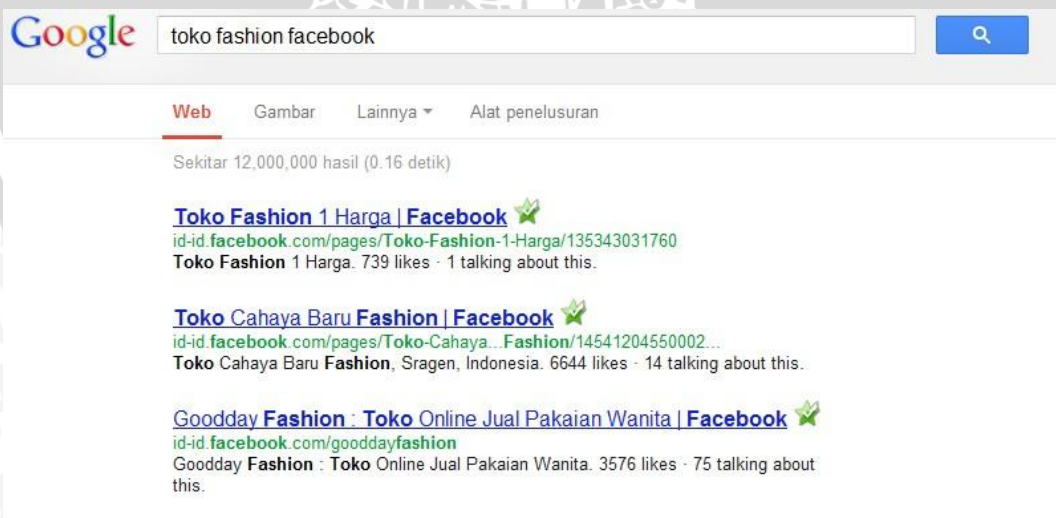 Google toko fashion facebook
Web Gambar Lainnya Alat penelusuran
Sekitar 12,000,000 hasil (0.16 detik)
Toko Fashion 1 Harga | Facebook
id-id.facebook.com/pages/Toko-Fashion-1-Harga/135343031760
Toko Fashion 1 Harga. 739 likes · 1 talking about this.
Toko Cahaya Baru Fashion | Facebook
id-id.facebook.com/pages/Toko-Cahaya...Fashion/14541204550002...
Toko Cahaya Baru Fashion, Sragen, Indonesia. 6644 likes · 14 talking about this.
Goodday Fashion : Toko Online Jual Pakaian Wanita | Facebook
id-id.facebook.com/gooddayfashion
Goodday Fashion : Toko Online Jual Pakaian Wanita. 3576 likes · 75 talking about
this.